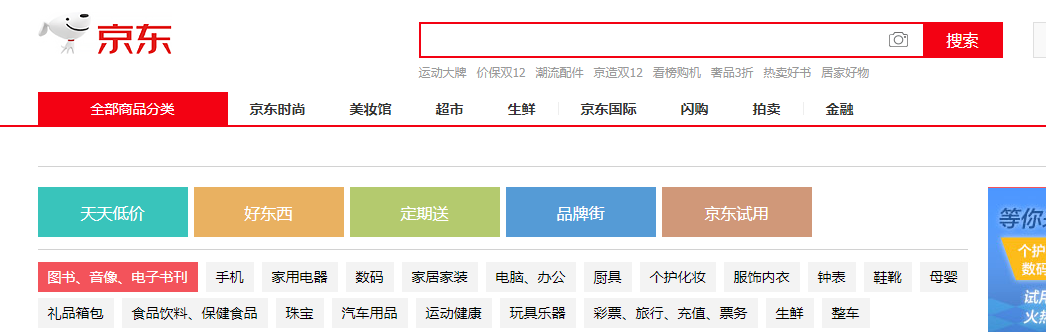 京东
搜索
运动大牌 价保双12 潮流配件 京造双12 看榜购机 奢品3折 热卖好书 居家好物
全部商品分类 京东时尚 美妆馆 超市 生鲜 京东国际 闪购 拍卖 金融
天天低价 好东西 定期送 品牌街 京东试用
等你
个护
数码
试用
火热
图书、音像、电子书刊 手机 家用电器 数码 家居家装 电脑、办公 厨具 个护化妆 服饰内衣 钟表 鞋靴 母婴
礼品箱包 食品饮料、保健食品 珠宝 汽车用品 运动健康 玩具乐器 彩票、旅行、充值、票务 生鲜 整车